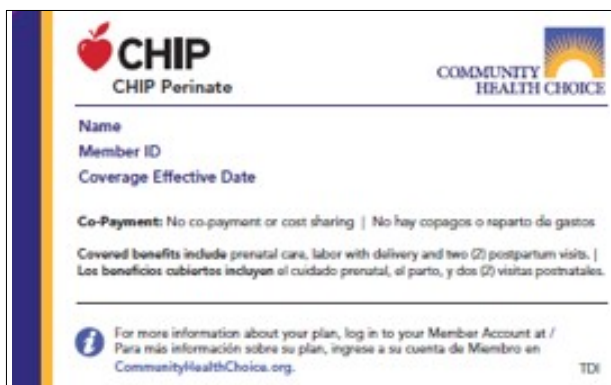 CHIP
CHIP Perinate
COMMUNITY
HEALTH CHOICE
Name
Member ID
Coverage Effective Date
Co-Payment: No co-payment or cost sharing | No hay copagos o reparto de gastos
Covered benefits include prenatal care, labor with delivery and two (2) postpartum visits. |
Los beneficios cubiertos incluyen el cuidado prenatal, el parto, y dos (2) visitas postnatales.
For more information about your plan, log in to your Member Account at /
Para más información sobre su plan, ingrese a su cuenta de Miembro en
CommunityHealthChoice.org.
TDI